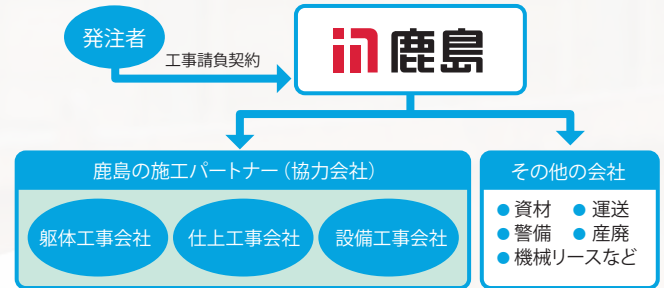 発注者
工事請負契約
鹿島
鹿島の施工パートナー（協力会社）
躯体工事会社
仕上工事会社
設備工事会社
その他の会社
●資材 ●運送
●警備 ●産廃
●機械リースなど